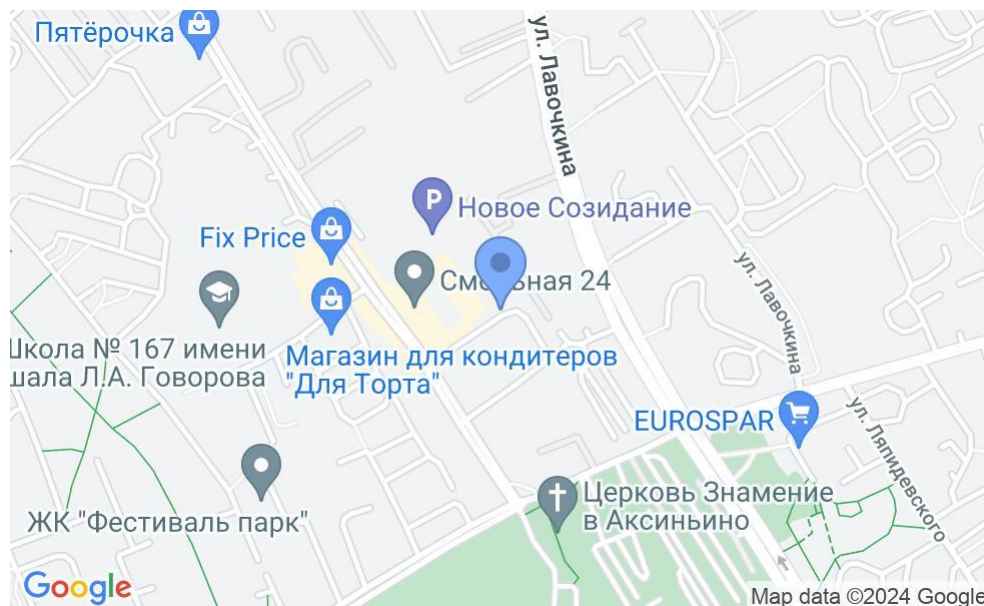 Пятёрочка
ул. Лавочкина
P
Новое Созидание
Fix Price
Смольная 24
ул. Лавочкина
Школа № 167 имени
шала Л.А. Говорова
Магазин для кондитеров
"Для Торта"
EUROSPAR
ул. Ляпидевского
ЖК "Фестиваль парк"
Церковь Знамение
в Аксиньино
Google
Map data ©2024 Google